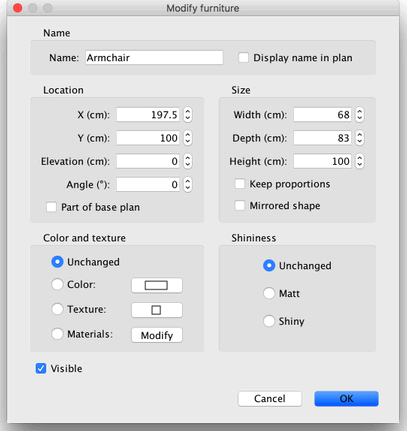 Modify furniture
Name
Name: Armchair Display name in plan
Location Size
X (cm): 197.5 Width (cm): 68
Y (cm): 100 Depth (cm): 83
Elevation (cm): 0 Height (cm): 100
Angle (°): 0 Keep proportions
Part of base plan Mirrored shape
Color and texture Shininess
Unchanged Unchanged
Color: Matt
Texture: Shiny
Materials: Modify
Visible
Cancel OK